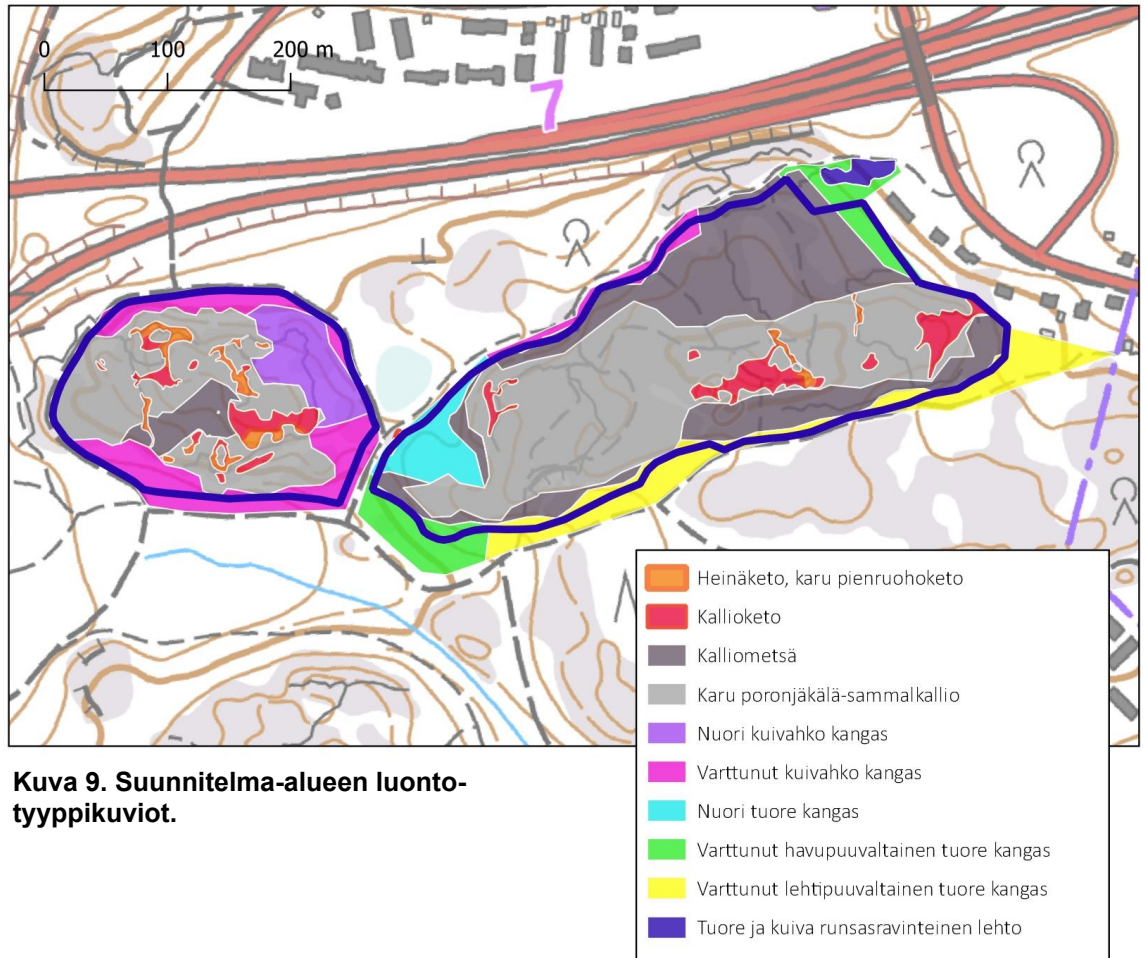 0 100 200 m
7
Heinäketo, karu pienruohoketo
Kallioketo
Kalliometsä
Karu poronjäkälä-sammalkallio
Nuori kuivahko kangas
Varttunut kuivahko kangas
Nuori tuore kangas
Varttunut havupuuvaltainen tuore kangas
Varttunut lehtipuuvaltainen tuore kangas
Tuore ja kuiva runsasravinteinen lehto
Kuva 9. Suunnitelma-alueen luonto-
tyyppikuviot.